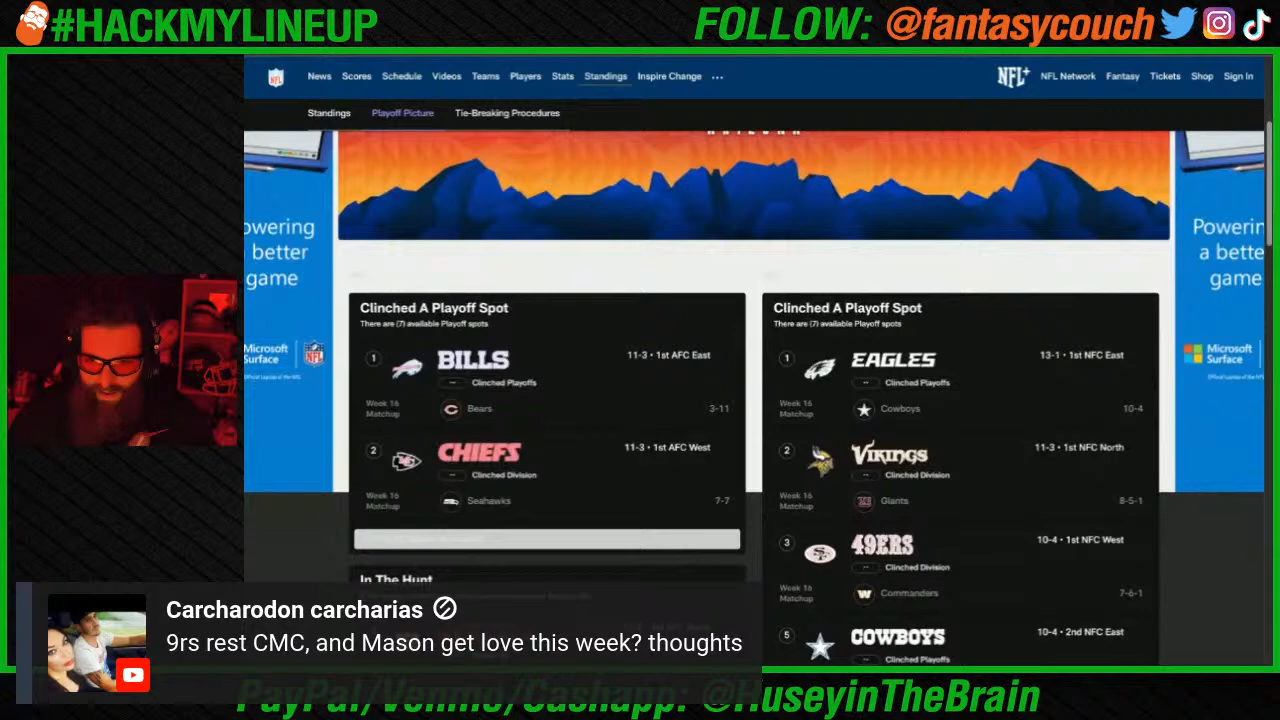 #HACKMYLINEUP
FOLLOW: @fantasycouch
News Scores Schedule Videos Teams Players Stats Standings Inspire Change ... NFL+ NFL Network Fantasy Tickets Shop Sign In
Standings Playoff Picture Tie-Breaking Procedures
owering
better
game
Microsoft
Surface
NFL
Powerin
a bette
game
Microsoft
Surface
Clinched A Playoff Spot
There are (7) available Playoff spots
1 BILLS 11-3 • 1st AFC East
-- Clinched Playoffs
Week 16
Matchup
Bears 3-11
2 CHIEFS 11-3 • 1st AFC West
-- Clinched Division
Week 16
Matchup
Seahawks 7-7
In The Hunt
Clinched A Playoff Spot
There are (7) available Playoff spots
1 EAGLES 13-1 • 1st NFC East
-- Clinched Playoffs
Week 16
Matchup
Cowboys 10-4
2 VIKINGS 11-3 • 1st NFC North
-- Clinched Division
Week 16
Matchup
Giants 8-5-1
3 49ERS 10-4 • 1st NFC West
-- Clinched Division
Week 16
Matchup
Commanders 7-6-1
5 COWBOYS 10-4 • 2nd NFC East
-- Clinched Playoffs
Carcharodon carcharias
9rs rest CMC, and Mason get love this week? thoughts
PayPal/Venmo/Cashapp: @HuseyinTheBrain